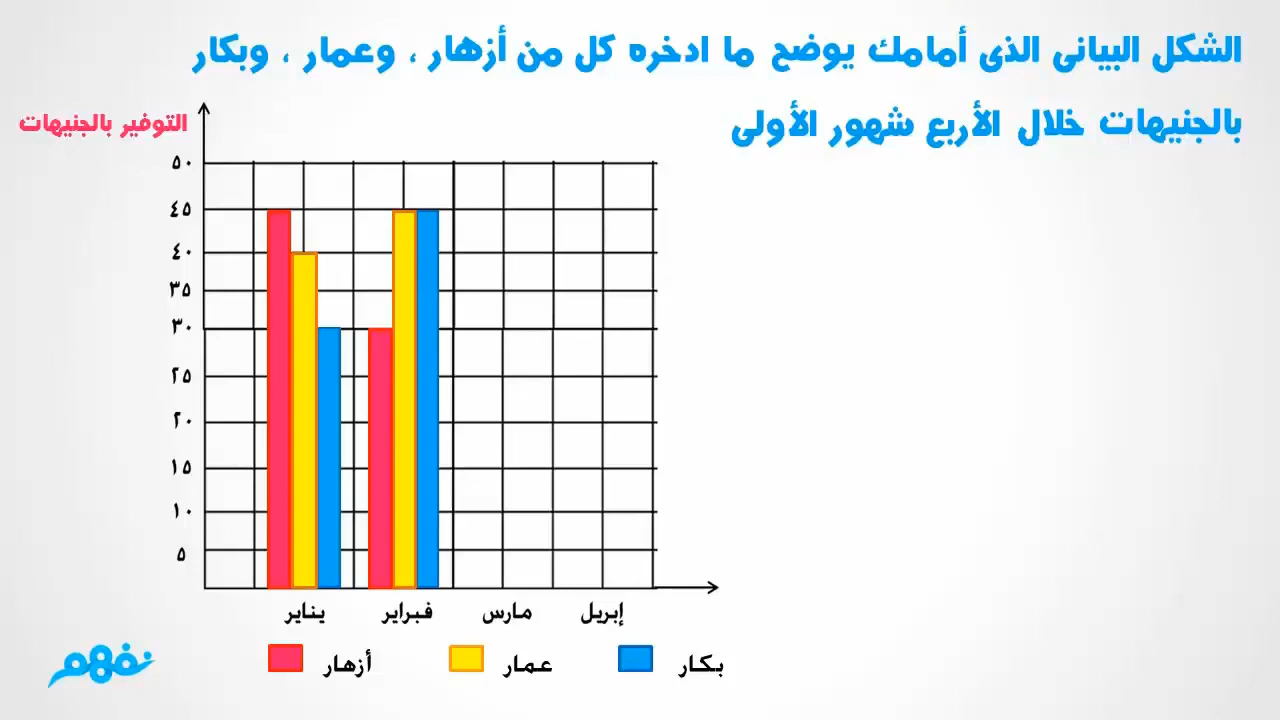 الشكل البيانى الذى أمامك يوضح ما ادخره كل من أزهار ، وعمار ، وبكار
بالجنيهات خلال الأربع شهور الأولى
التوفير بالجنيهات
٥٠
٤٥
٤٠
٣٥
٣٠
٢٥
٢٠
١٥
١٠
٥
يناير فبراير مارس إبريل
أزهار عمار بكار
نفهم